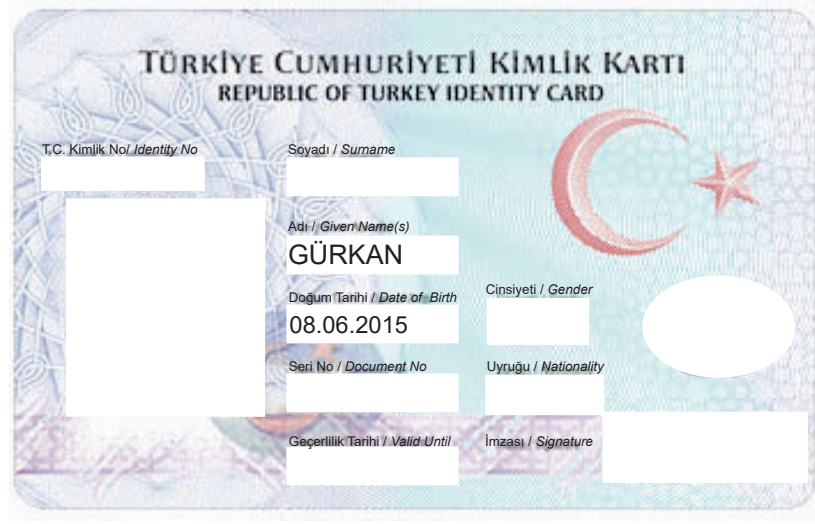 TÜRKİYE CUMHURİYETİ KİMLİK KARTI
REPUBLIC OF TURKEY IDENTITY CARD
T.C. Kimlik No/ Identity No
Soyadı / Surname
Adı / Given Name(s)
GÜRKAN
Doğum Tarihi / Date of Birth
Cinsiyeti / Gender
08.06.2015
Seri No / Document No
Uyruğu / Nationality
Geçerlilik Tarihi / Valid Until
İmzası / Signature